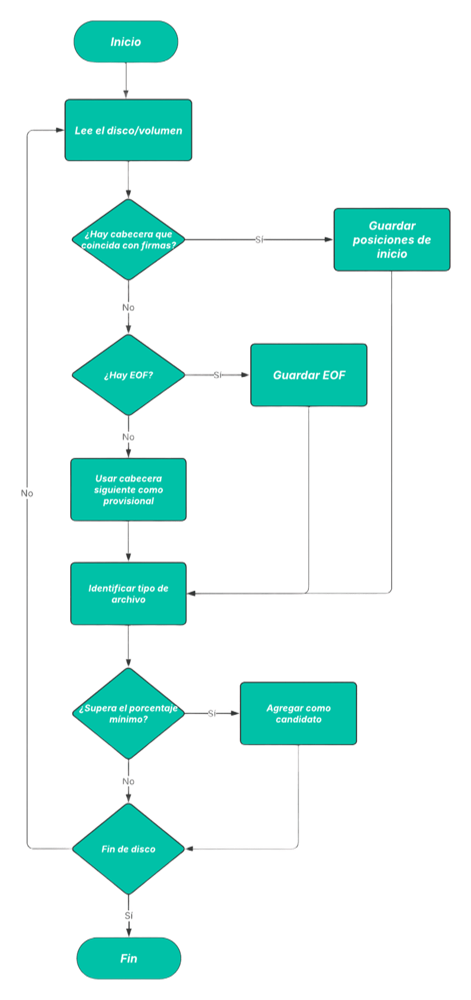 Inicio
Lee el disco/volumen
¿Hay cabecera que
coincida con firmas?
Sí
Guardar
posiciones de
inicio
No
¿Hay EOF?
Sí
Guardar EOF
No
Usar cabecera
siguiente como
provisional
No
Identificar tipo de
archivo
¿Supera el porcentaje
mínimo?
Sí
Agregar como
candidato
No
Fin de disco
Sí
Fin